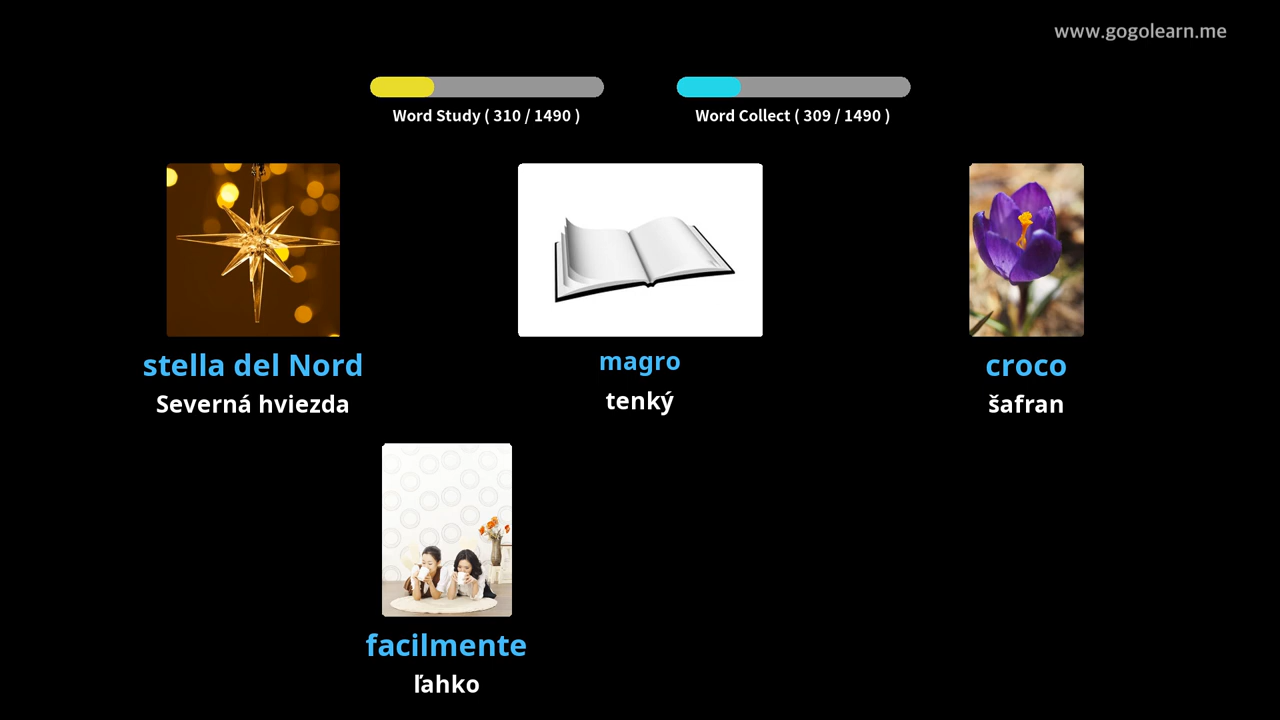 www.gogolearn.me
Word Study ( 310 / 1490 )
Word Collect ( 309 / 1490 )
stella del Nord
Severná hviezda
magro
tenký
croco
šafran
facilmente
ľahko